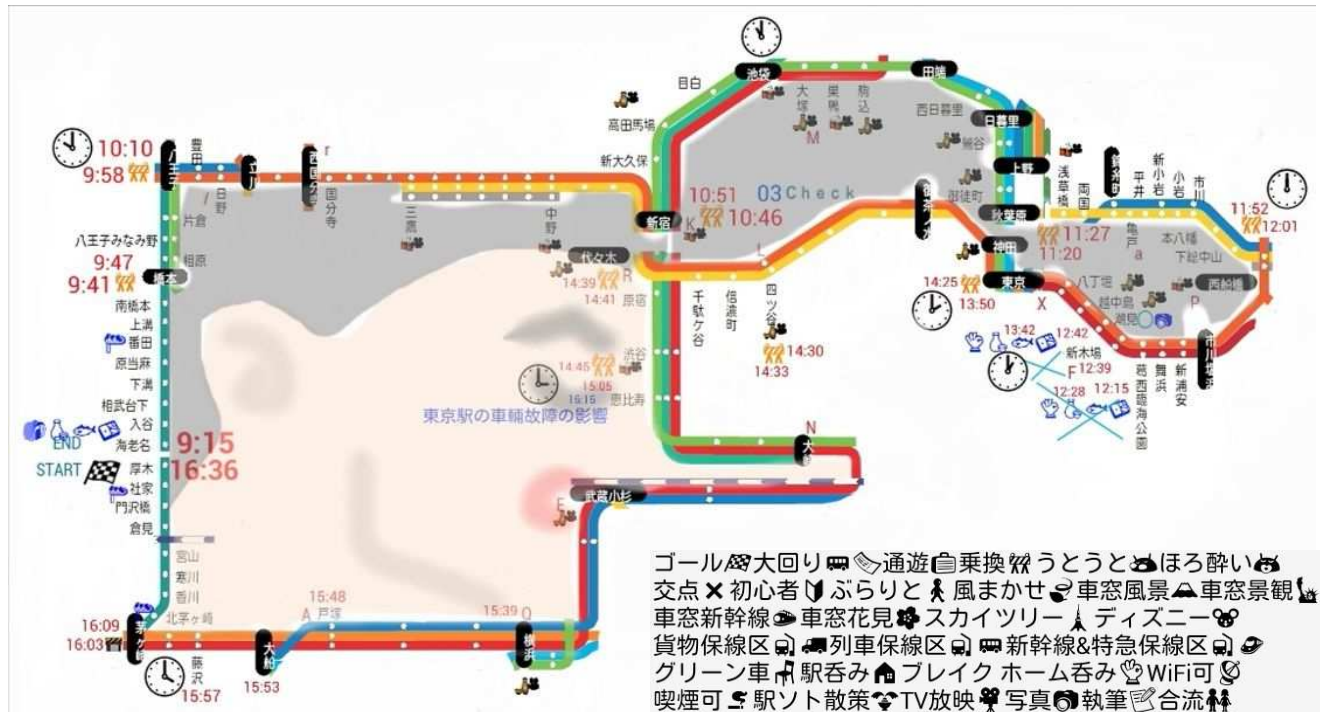 目白
池袋
田端
大塚
巣鴨
駒込
M
西日暮里
日暮里
鶯谷
高田馬場
新大久保
上野
御徒町
秋葉原
10:10
9:58
八王子
豊田
立川
日野
西国分寺
r
国分寺
三鷹
中野
新宿
10:51
10:46
K
03 Check
御茶ノ水
神田
東京
浅草橋
両国
錦糸町
平井
新小岩
小岩
市川
11:52
12:01
11:27
11:20
亀戸
a
本八幡
下総中山
西船橋
片倉
八王子みなみ野
相原
9:47
9:41
橋本
代々木
14:39
14:41
R
原宿
L
千駄ケ谷
信濃町
四ツ谷
14:30
14:33
14:25
13:50
X
八丁堀
越中島
潮見
P
市川塩浜
南橋本
上溝
番田
原当麻
下溝
相武台下
入谷
海老名
END
START
厚木
社家
門沢橋
倉見
宮山
寒川
香川
北茅ヶ崎
9:15
16:36
渋谷
14:45
15:05
16:15
恵比寿
東京駅の車輌故障の影響
13:42
12:42
新木場
F
12:39
12:28
12:15
葛西臨海公園
舞浜
新浦安
N
武蔵小杉
E
16:09
16:03
茅ヶ崎
藤沢
15:57
大船
15:53
A
戸塚
15:48
15:39
Q
横浜
ゴール 大回り 通遊 乗換 うとうと ほろ酔い
交点 初心者 ぶらりと 風まかせ 車窓風景 車窓景観
車窓新幹線 車窓花見 スカイツリー ディズニー
貨物保線区 列車保線区 新幹線&特急保線区
グリーン車 駅呑み ブレイク ホーム呑み WiFi可
喫煙可 駅ソト散策 TV放映 写真 執筆 合流